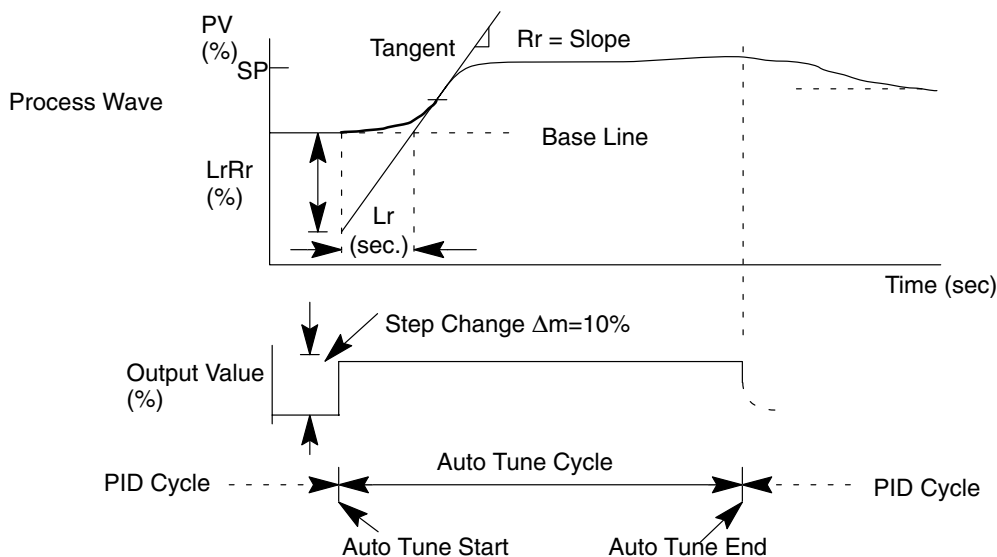 PV
(%)
SP
Tangent
Rr = Slope
Process Wave
Base Line
LrRr
(%)
Lr
(sec.)
Time (sec)
Step Change Δm=10%
Output Value
(%)
Auto Tune Cycle
PID Cycle
PID Cycle
Auto Tune Start
Auto Tune End